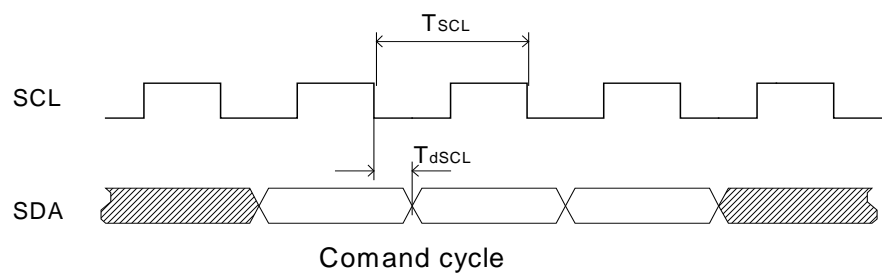 TSCL
SCL
TdSCL
SDA
Comand cycle